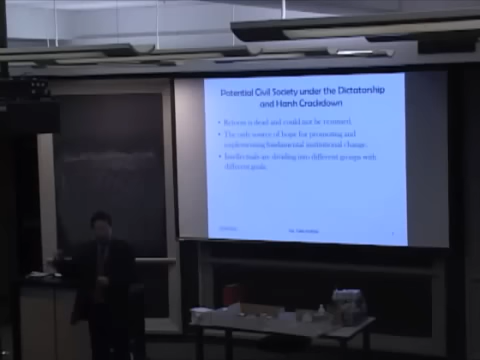 Potential Civil Society under the Dictatorship
and Harsh Crackdown
Reform is dead and could not be restored.
The only source of hope for promoting and
implementing fundamental institutional change.
Intellectuals are dividing into different groups with
different goals.